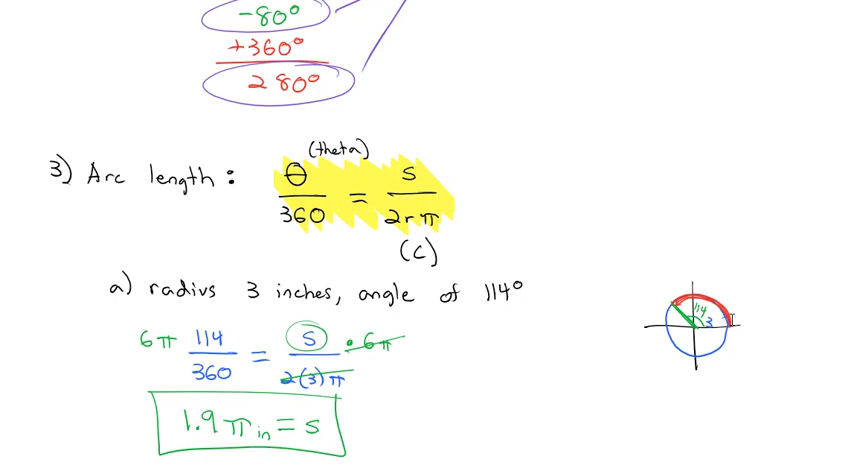 -80°
+360°
280°
3) Arc length: θ/360 = s/2rπ
(theta)
(c)
a) radius 3 inches, angle of 114°
6π 114/360 = s/2(3)π · 6π
1.9π in = s
114
3